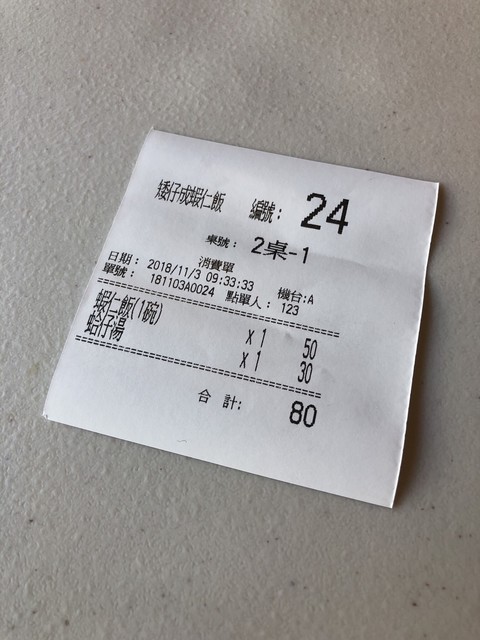 矮仔成蝦仁飯 編號: 24
桌號: 2桌-1
消費單
日期: 2018/11/3 09:33:33 機台:A
單號: 181103A0024 點單人: 123
蝦仁飯(1碗) x 1 50
蛤仔湯 x 1 30
合 計: 80